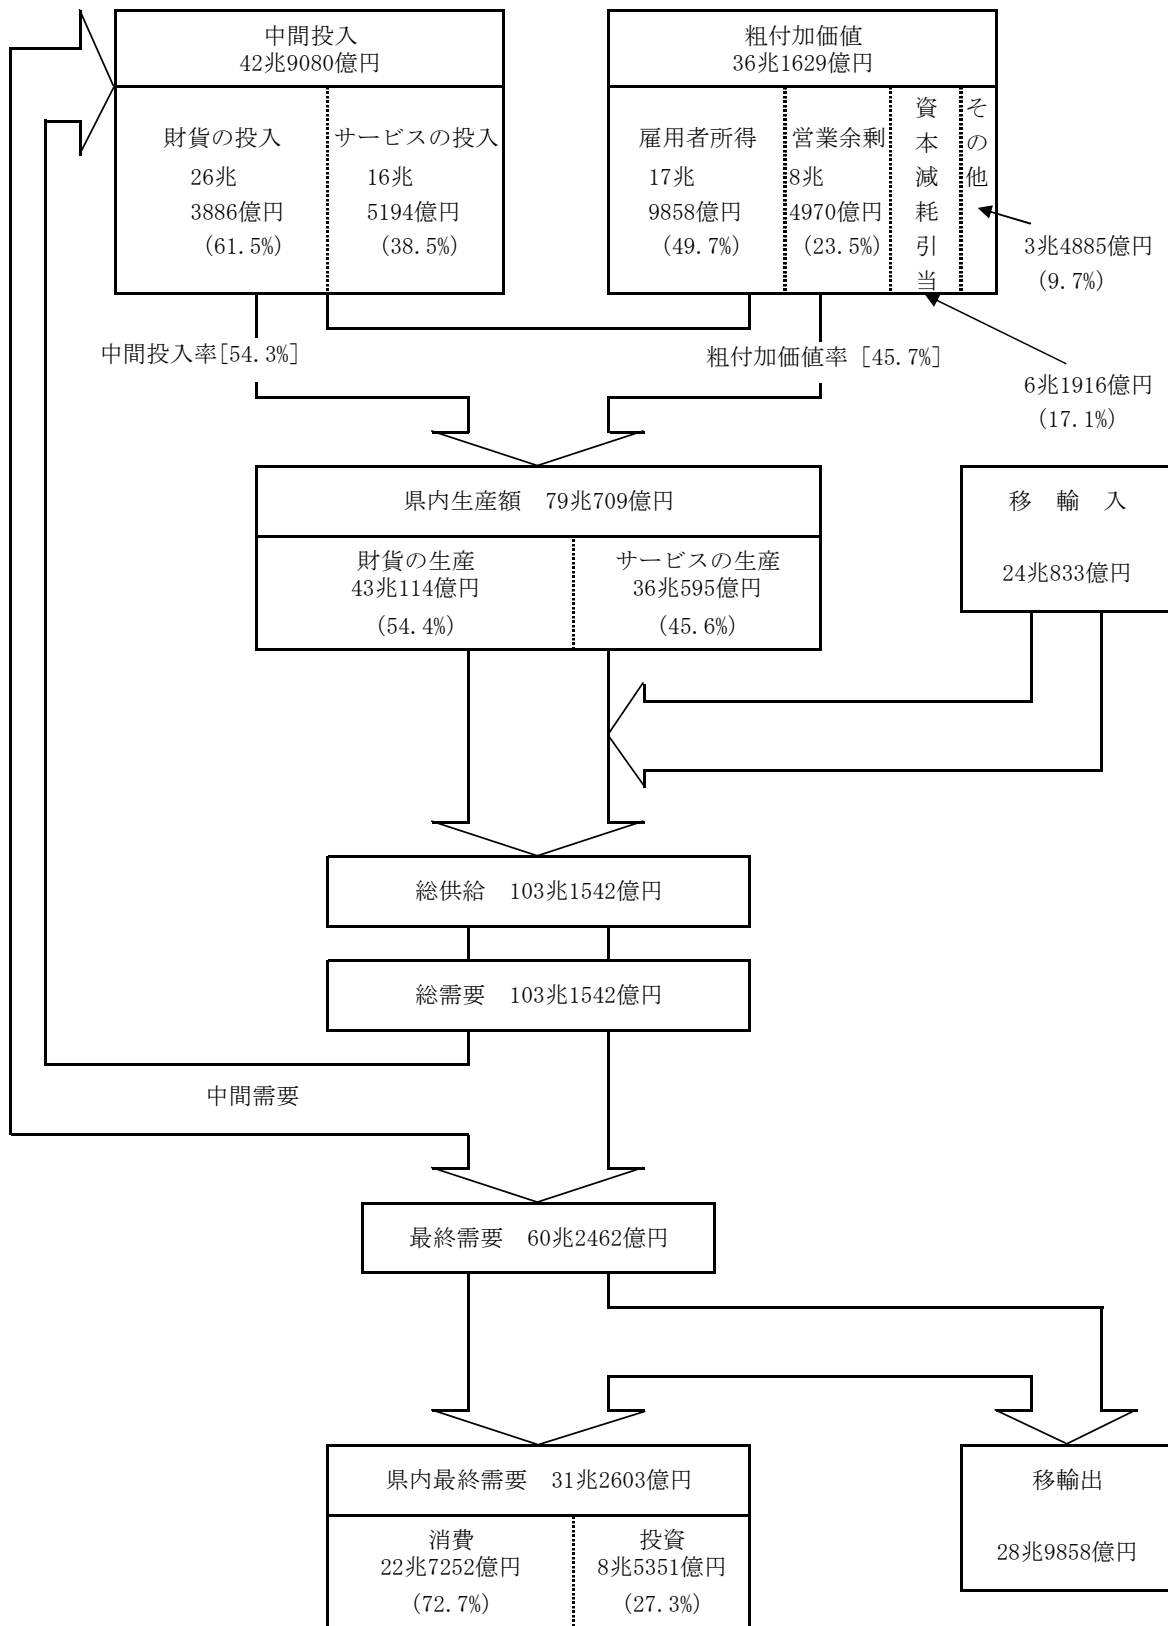 中間投入
42兆9080億円
財貨の投入
26兆
3886億円
(61.5%)
サービスの投入
16兆
5194億円
(38.5%)
粗付加価値
36兆1629億円
雇用者所得
17兆
9858億円
(49.7%)
営業余剰
8兆
4970億円
(23.5%)
資本減耗引当
その他
3兆4885億円
(9.7%)
6兆1916億円
(17.1%)
中間投入率[54.3%]
粗付加価値率 [45.7%]
県内生産額 79兆709億円
財貨の生産
43兆114億円
(54.4%)
サービスの生産
36兆595億円
(45.6%)
移 輸 入
24兆833億円
総供給 103兆1542億円
総需要 103兆1542億円
中間需要
最終需要 60兆2462億円
県内最終需要 31兆2603億円
消費
22兆7252億円
(72.7%)
投資
8兆5351億円
(27.3%)
移輸出
28兆9858億円